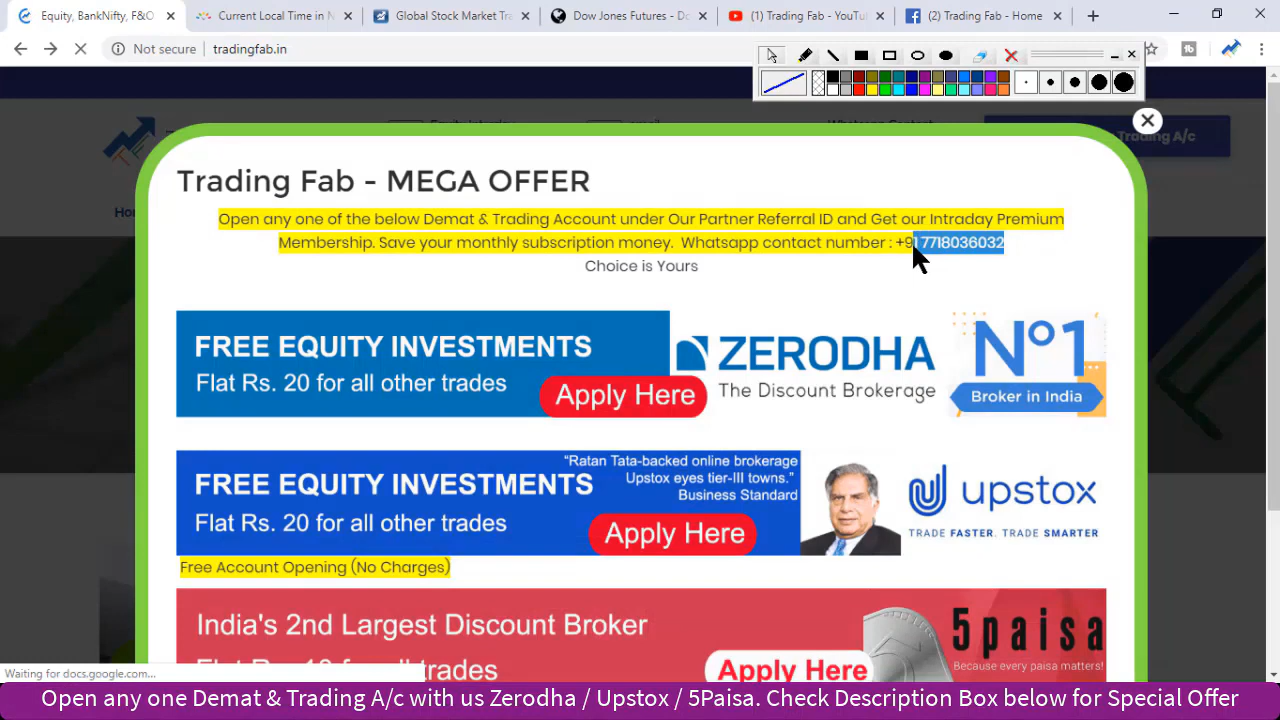 Equity, BankNifty, F&O
Current Local Time in N
Global Stock Market Tr
Dow Jones Futures - Do
(1) Trading Fab - YouTu
(2) Trading Fab - Home
Not secure
tradingfab.in
Trading A/c
Trading Fab - MEGA OFFER
Open any one of the below Demat & Trading Account under Our Partner Referral ID and Get our Intraday Premium
Membership. Save your monthly subscription money. Whatsapp contact number : +91 7718036032
Choice is Yours
FREE EQUITY INVESTMENTS
Flat Rs. 20 for all other trades
Apply Here
ZERODHA
The Discount Brokerage
Nº1
Broker in India
FREE EQUITY INVESTMENTS
Flat Rs. 20 for all other trades
"Ratan Tata-backed online brokerage
Upstox eyes tier-III towns."
Business Standard
Apply Here
upstox
TRADE FASTER. TRADE SMARTER
Free Account Opening (No Charges)
India's 2nd Largest Discount Broker
Apply Here
5paisa
Because every paisa matters!
Waiting for docs.google.com...
Open any one Demat & Trading A/c with us Zerodha / Upstox / 5Paisa. Check Description Box below for Special Offer